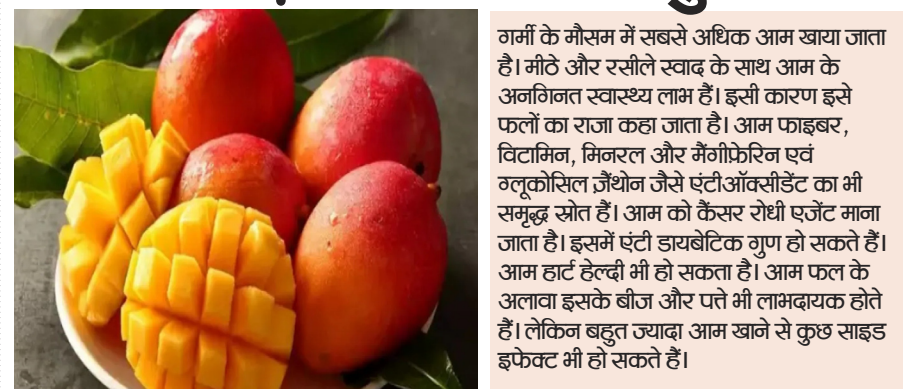 गर्मी के मौसम में सबसे अधिक आम खाया जाता
है। मीठे और रसीले स्वाद के साथ आम के
अनगिनत स्वास्थ्य लाभ हैं। इसी कारण इसे
फलों का राजा कहा जाता है। आम फाइबर,
विटामिन, मिनरल और मैंगीफ़ेरिन एवं
ग्लूकोसिल ज़ैंथोन जैसे एंटीऑक्सीडेंट का भी
समृद्ध स्रोत हैं। आम को कैंसर रोधी एजेंट माना
जाता है। इसमें एंटी डायबेटिक गुण हो सकते हैं।
आम हार्ट हेल्दी भी हो सकता है। आम फल के
अलावा इसके बीज और पत्ते भी लाभदायक होते
हैं। लेकिन बहुत ज्यादा आम खाने से कुछ साइड
इफेक्ट भी हो सकते हैं।